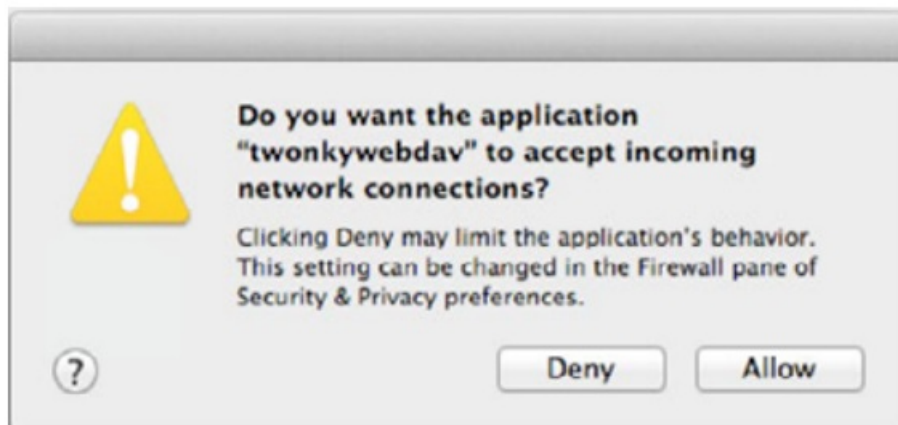 Do you want the application
“twonkywebdav” to accept incoming
network connections?
Clicking Deny may limit the application's behavior.
This setting can be changed in the Firewall pane of
Security & Privacy preferences.
?
Deny
Allow